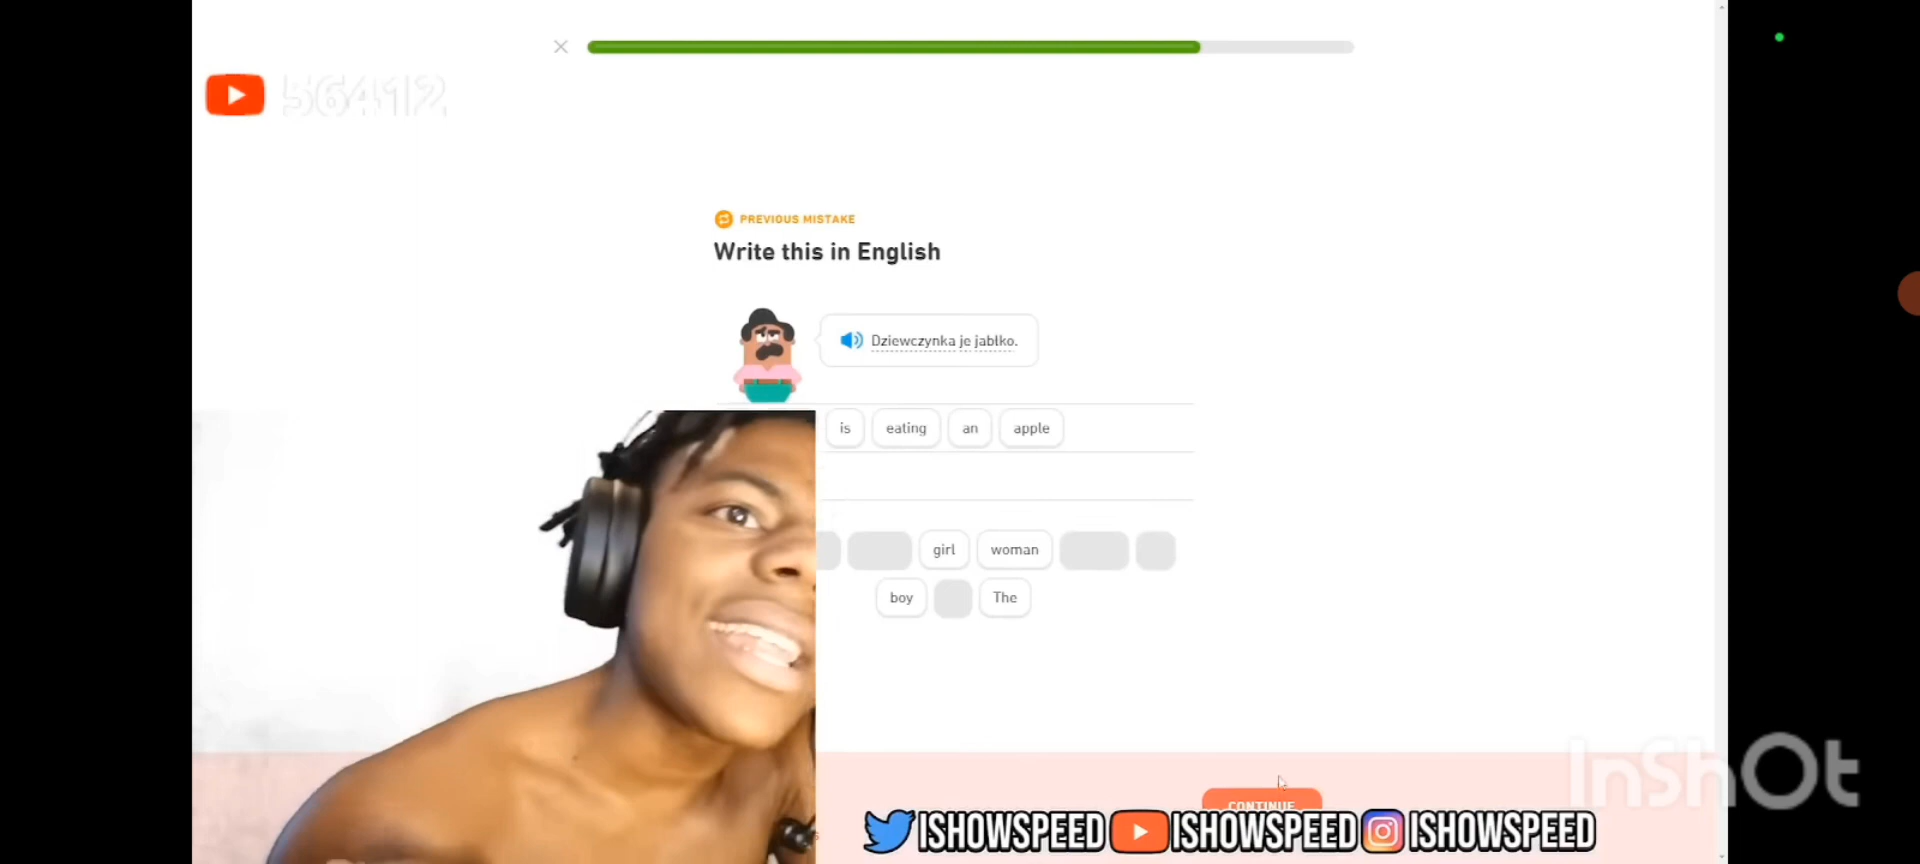 56412
PREVIOUS MISTAKE
Write this in English
Dziewczynka je jabłko.
is eating an apple
girl woman
boy The
CONTINUE
ISHOWSPEED ISHOWSPEED ISHOWSPEED
InShOt